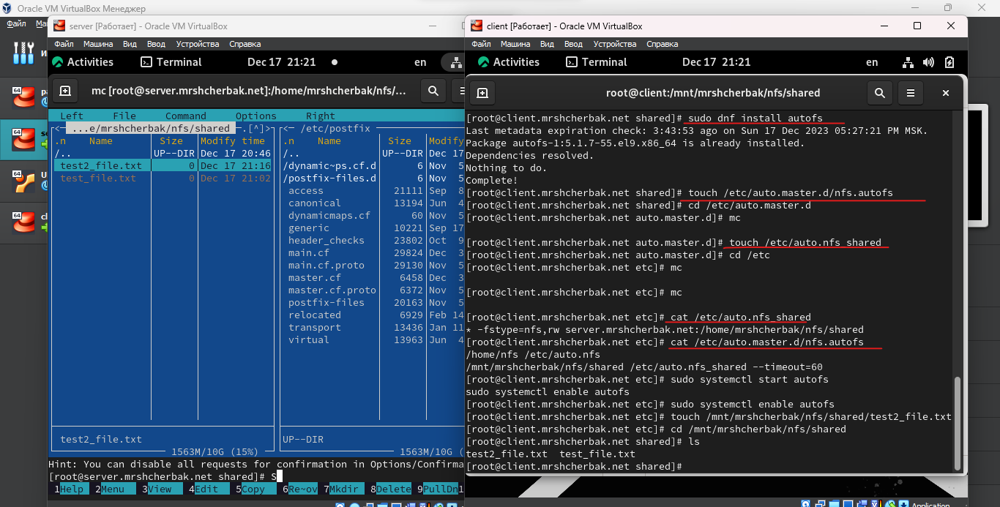 Oracle VM VirtualBox Менеджер
Файл
server [Работает] - Oracle VM VirtualBox
Файл Машина Вид Ввод Устройства Справка
Activities Terminal Dec 17 21:21 en
mc [root@server.mrshcherbak.net]:/home/mrshcherbak/nfs/...
Left File Command Options Right
<— ...e/mrshcherbak/nfs/shared —.[^]>
.n Name Size Modify time
/.. UP--DIR Dec 17 20:46
test2_file.txt 0 Dec 17 21:16
test_file.txt 0 Dec 17 21:02
test2_file.txt
1563M/10G (15%)
<— /etc/postfix
.n Name Size Modify
/.. UP--DIR Dec 17
/dynamic~ps.cf.d 6 Nov 5
/postfix-files.d 6 Nov 5
access 21111 Sep 8
canonical 13194 Jun 4
dynamicmaps.cf 60 Nov 5
generic 10221 Sep 17
header_checks 23802 Oct 9
main.cf 29824 Dec 3
main.cf.proto 29130 Nov 5
master.cf 6458 Dec 3
master.cf.proto 6372 Nov 5
postfix-files 20163 Nov 5
relocated 6929 Feb 14
transport 13436 Jan 11
virtual 13963 Jun 4
UP--DIR
1563M/10G (
Hint: You can disable all requests for confirmation in Options/Confirma
[root@server.mrshcherbak.net shared]# S
1Help 2Menu 3View 4Edit 5Copy 6Re~ov 7Mkdir 8Delete 9PullDn1
client [Работает] - Oracle VM VirtualBox
Файл Машина Вид Ввод Устройства Справка
Activities Terminal Dec 17 21:21 en
root@client:/mnt/mrshcherbak/nfs/shared
[root@client.mrshcherbak.net shared]# sudo dnf install autofs
Last metadata expiration check: 3:43:53 ago on Sun 17 Dec 2023 05:27:21 PM MSK.
Package autofs-1:5.1.7-55.el9.x86_64 is already installed.
Dependencies resolved.
Nothing to do.
Complete!
[root@client.mrshcherbak.net shared]# touch /etc/auto.master.d/nfs.autofs
[root@client.mrshcherbak.net shared]# cd /etc/auto.master.d
[root@client.mrshcherbak.net auto.master.d]# mc
[root@client.mrshcherbak.net auto.master.d]# touch /etc/auto.nfs_shared
[root@client.mrshcherbak.net auto.master.d]# cd /etc
[root@client.mrshcherbak.net etc]# mc
[root@client.mrshcherbak.net etc]# mc
[root@client.mrshcherbak.net etc]# cat /etc/auto.nfs_shared
* -fstype=nfs,rw server.mrshcherbak.net:/home/mrshcherbak/nfs/shared
[root@client.mrshcherbak.net etc]# cat /etc/auto.master.d/nfs.autofs
/home/nfs /etc/auto.nfs
/mnt/mrshcherbak/nfs/shared /etc/auto.nfs_shared --timeout=60
[root@client.mrshcherbak.net etc]# sudo systemctl start autofs
sudo systemctl enable autofs
[root@client.mrshcherbak.net etc]# sudo systemctl enable autofs
[root@client.mrshcherbak.net etc]# touch /mnt/mrshcherbak/nfs/shared/test2_file.txt
[root@client.mrshcherbak.net etc]# cd /mnt/mrshcherbak/nfs/shared
[root@client.mrshcherbak.net shared]# ls
test2_file.txt test_file.txt
[root@client.mrshcherbak.net shared]#
Application